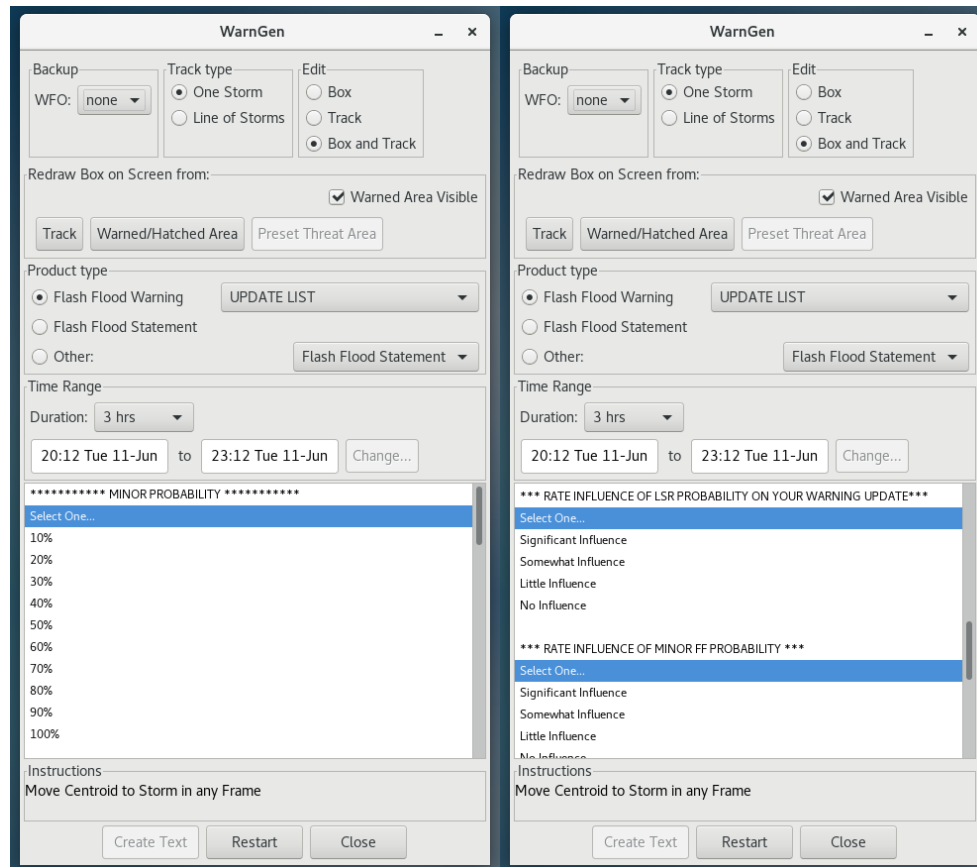 WarnGen
Backup
Track type
Edit
WFO: none
One Storm
Line of Storms
Box
Track
Box and Track
Redraw Box on Screen from:
Warned Area Visible
Track Warned/Hatched Area Preset Threat Area
Product type
Flash Flood Warning UPDATE LIST
Flash Flood Statement
Other: Flash Flood Statement
Time Range
Duration: 3 hrs
20:12 Tue 11-Jun to 23:12 Tue 11-Jun Change...
*********** MINOR PROBABILITY ***********
Select One...
10%
20%
30%
40%
50%
60%
70%
80%
90%
100%
Instructions
Move Centroid to Storm in any Frame
Create Text Restart Close
WarnGen
Backup
Track type
Edit
WFO: none
One Storm
Line of Storms
Box
Track
Box and Track
Redraw Box on Screen from:
Warned Area Visible
Track Warned/Hatched Area Preset Threat Area
Product type
Flash Flood Warning UPDATE LIST
Flash Flood Statement
Other: Flash Flood Statement
Time Range
Duration: 3 hrs
20:12 Tue 11-Jun to 23:12 Tue 11-Jun Change...
*** RATE INFLUENCE OF LSR PROBABILITY ON YOUR WARNING UPDATE***
Select One...
Significant Influence
Somewhat Influence
Little Influence
No Influence
*** RATE INFLUENCE OF MINOR FF PROBABILITY ***
Select One...
Significant Influence
Somewhat Influence
Little Influence
No Influence
Instructions
Move Centroid to Storm in any Frame
Create Text Restart Close